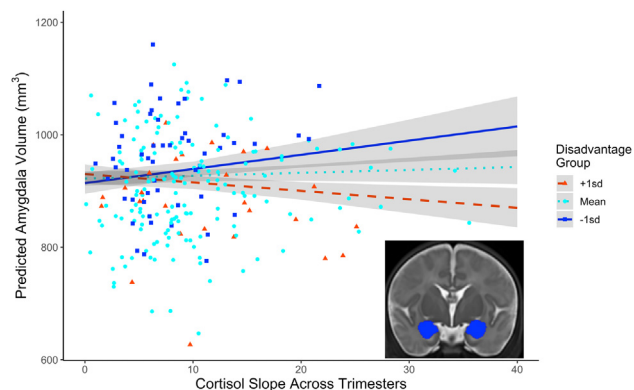 1200
1000
800
600
Predicted Amygdala Volume (mm³)
0
10
20
30
40
Cortisol Slope Across Trimesters
Disadvantage
Group
+1sd
Mean
-1sd